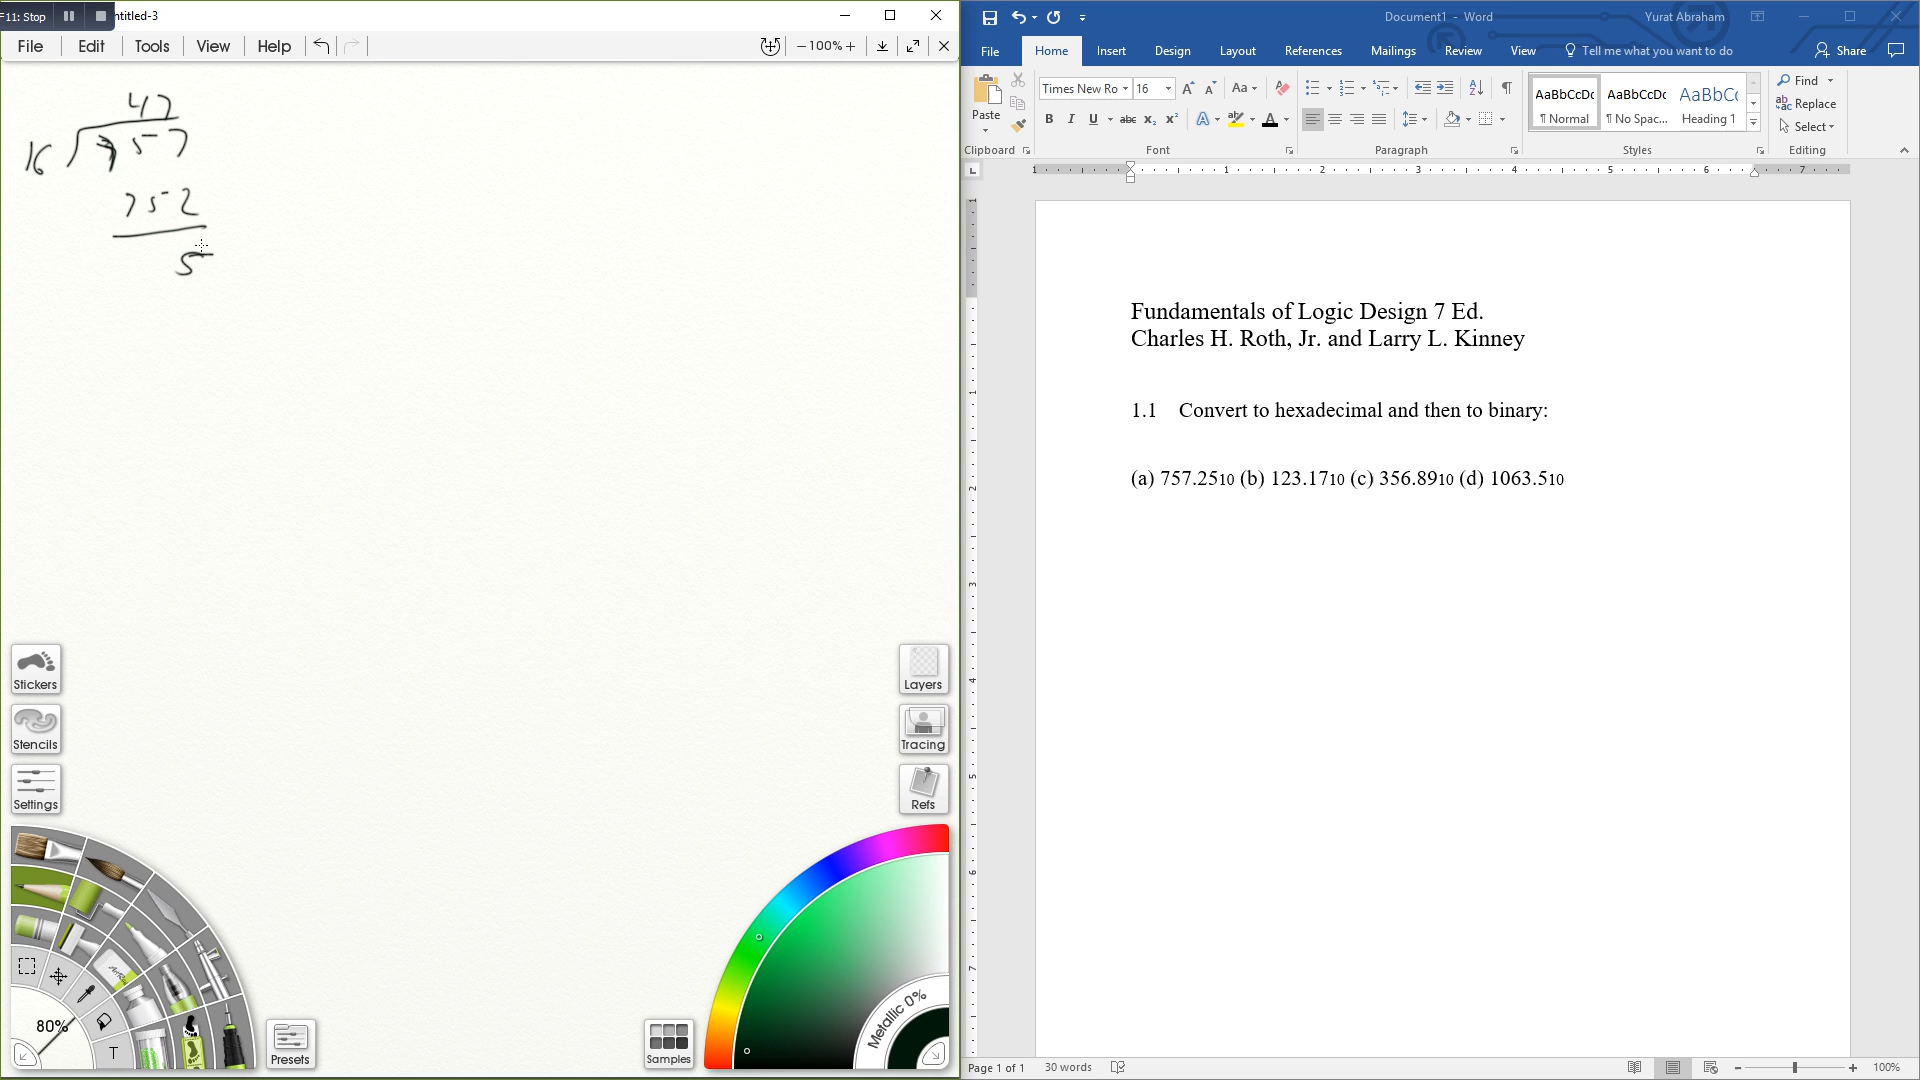 F11: Stop
ntitled-3
File Edit Tools View Help
100%
47
16 757
752
5
Stickers
Stencils
Settings
80%
T
Presets
Layers
Tracing
Refs
Metallic 0%
Samples
Document1 - Word
Yurat Abraham
File Home Insert Design Layout References Mailings Review View Tell me what you want to do Share
Paste
Clipboard
Times New Ro 16
B I U abc x₂ x²
Font
Paragraph
AaBbCcDc AaBbCcDc AaBbC
¶ Normal ¶ No Spac... Heading 1
Styles
Find
Replace
Select
Editing
Fundamentals of Logic Design 7 Ed.
Charles H. Roth, Jr. and Larry L. Kinney
1.1 Convert to hexadecimal and then to binary:
(a) 757.2510 (b) 123.1710 (c) 356.8910 (d) 1063.510
Page 1 of 1 30 words
100%